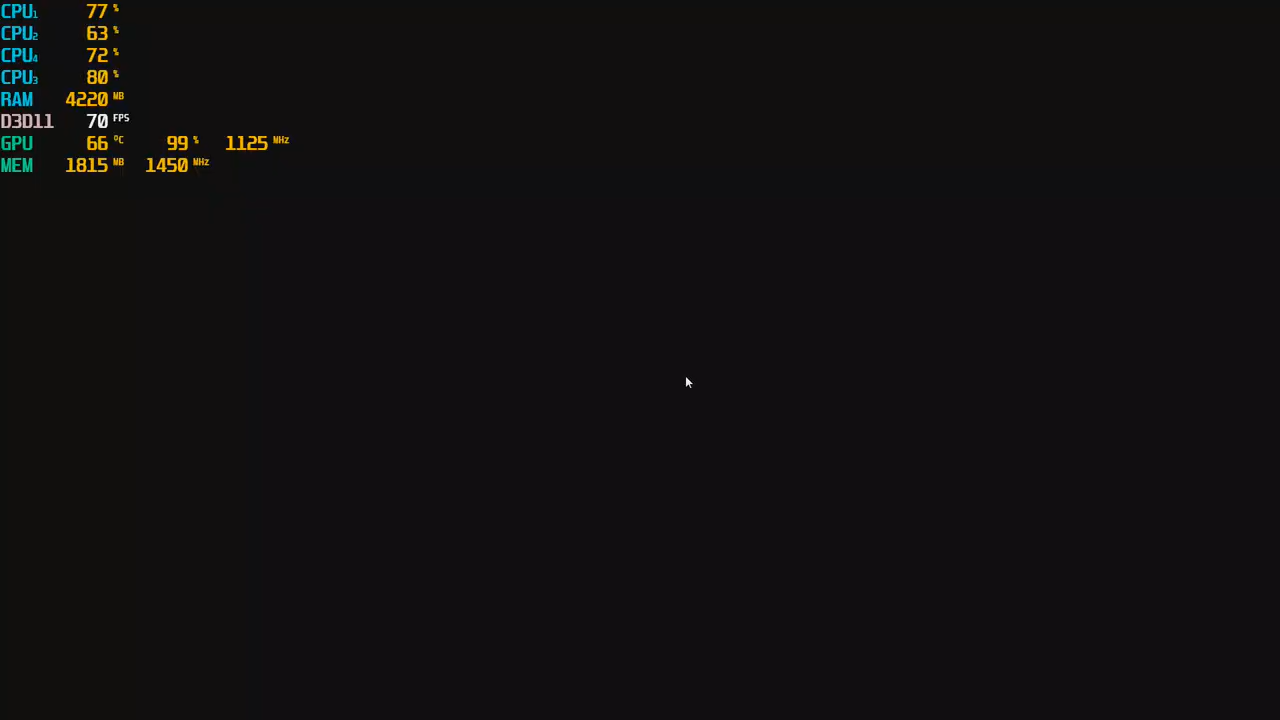 CPU1 77 %
CPU2 63 %
CPU4 72 %
CPU3 80 %
RAM 4220 MB
D3D11 70 FPS
GPU 66 °C 99 % 1125 MHz
MEM 1815 MB 1450 MHz